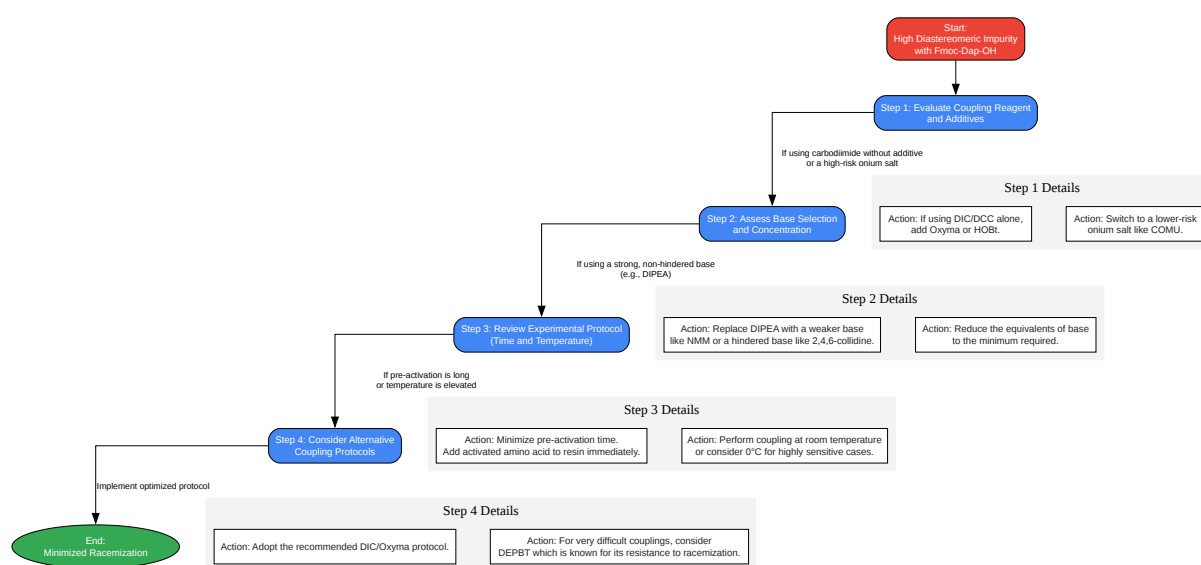 Start:
High Diastereomeric Impurity
with Fmoc-Dap-OH
Step 1: Evaluate Coupling Reagent
and Additives
If using carbodiimide without additive
or a high-risk onium salt
Step 1 Details
Action: If using DIC/DCC alone,
add Oxyma or HOBt.
Action: Switch to a lower-risk
onium salt like COMU.
Step 2: Assess Base Selection
and Concentration
If using a strong, non-hindered base
(e.g., DIPEA)
Step 2 Details
Action: Replace DIPEA with a weaker base
like NMM or a hindered base like 2,4,6-collidine.
Action: Reduce the equivalents of base
to the minimum required.
Step 3: Review Experimental Protocol
(Time and Temperature)
If pre-activation is long
or temperature is elevated
Step 3 Details
Action: Minimize pre-activation time.
Add activated amino acid to resin immediately.
Action: Perform coupling at room temperature
or consider 0°C for highly sensitive cases.
Step 4: Consider Alternative
Coupling Protocols
Implement optimized protocol
Step 4 Details
Action: Adopt the recommended DIC/Oxyma protocol.
Action: For very difficult couplings, consider
DEPBT which is known for its resistance to racemization.
End:
Minimized Racemization